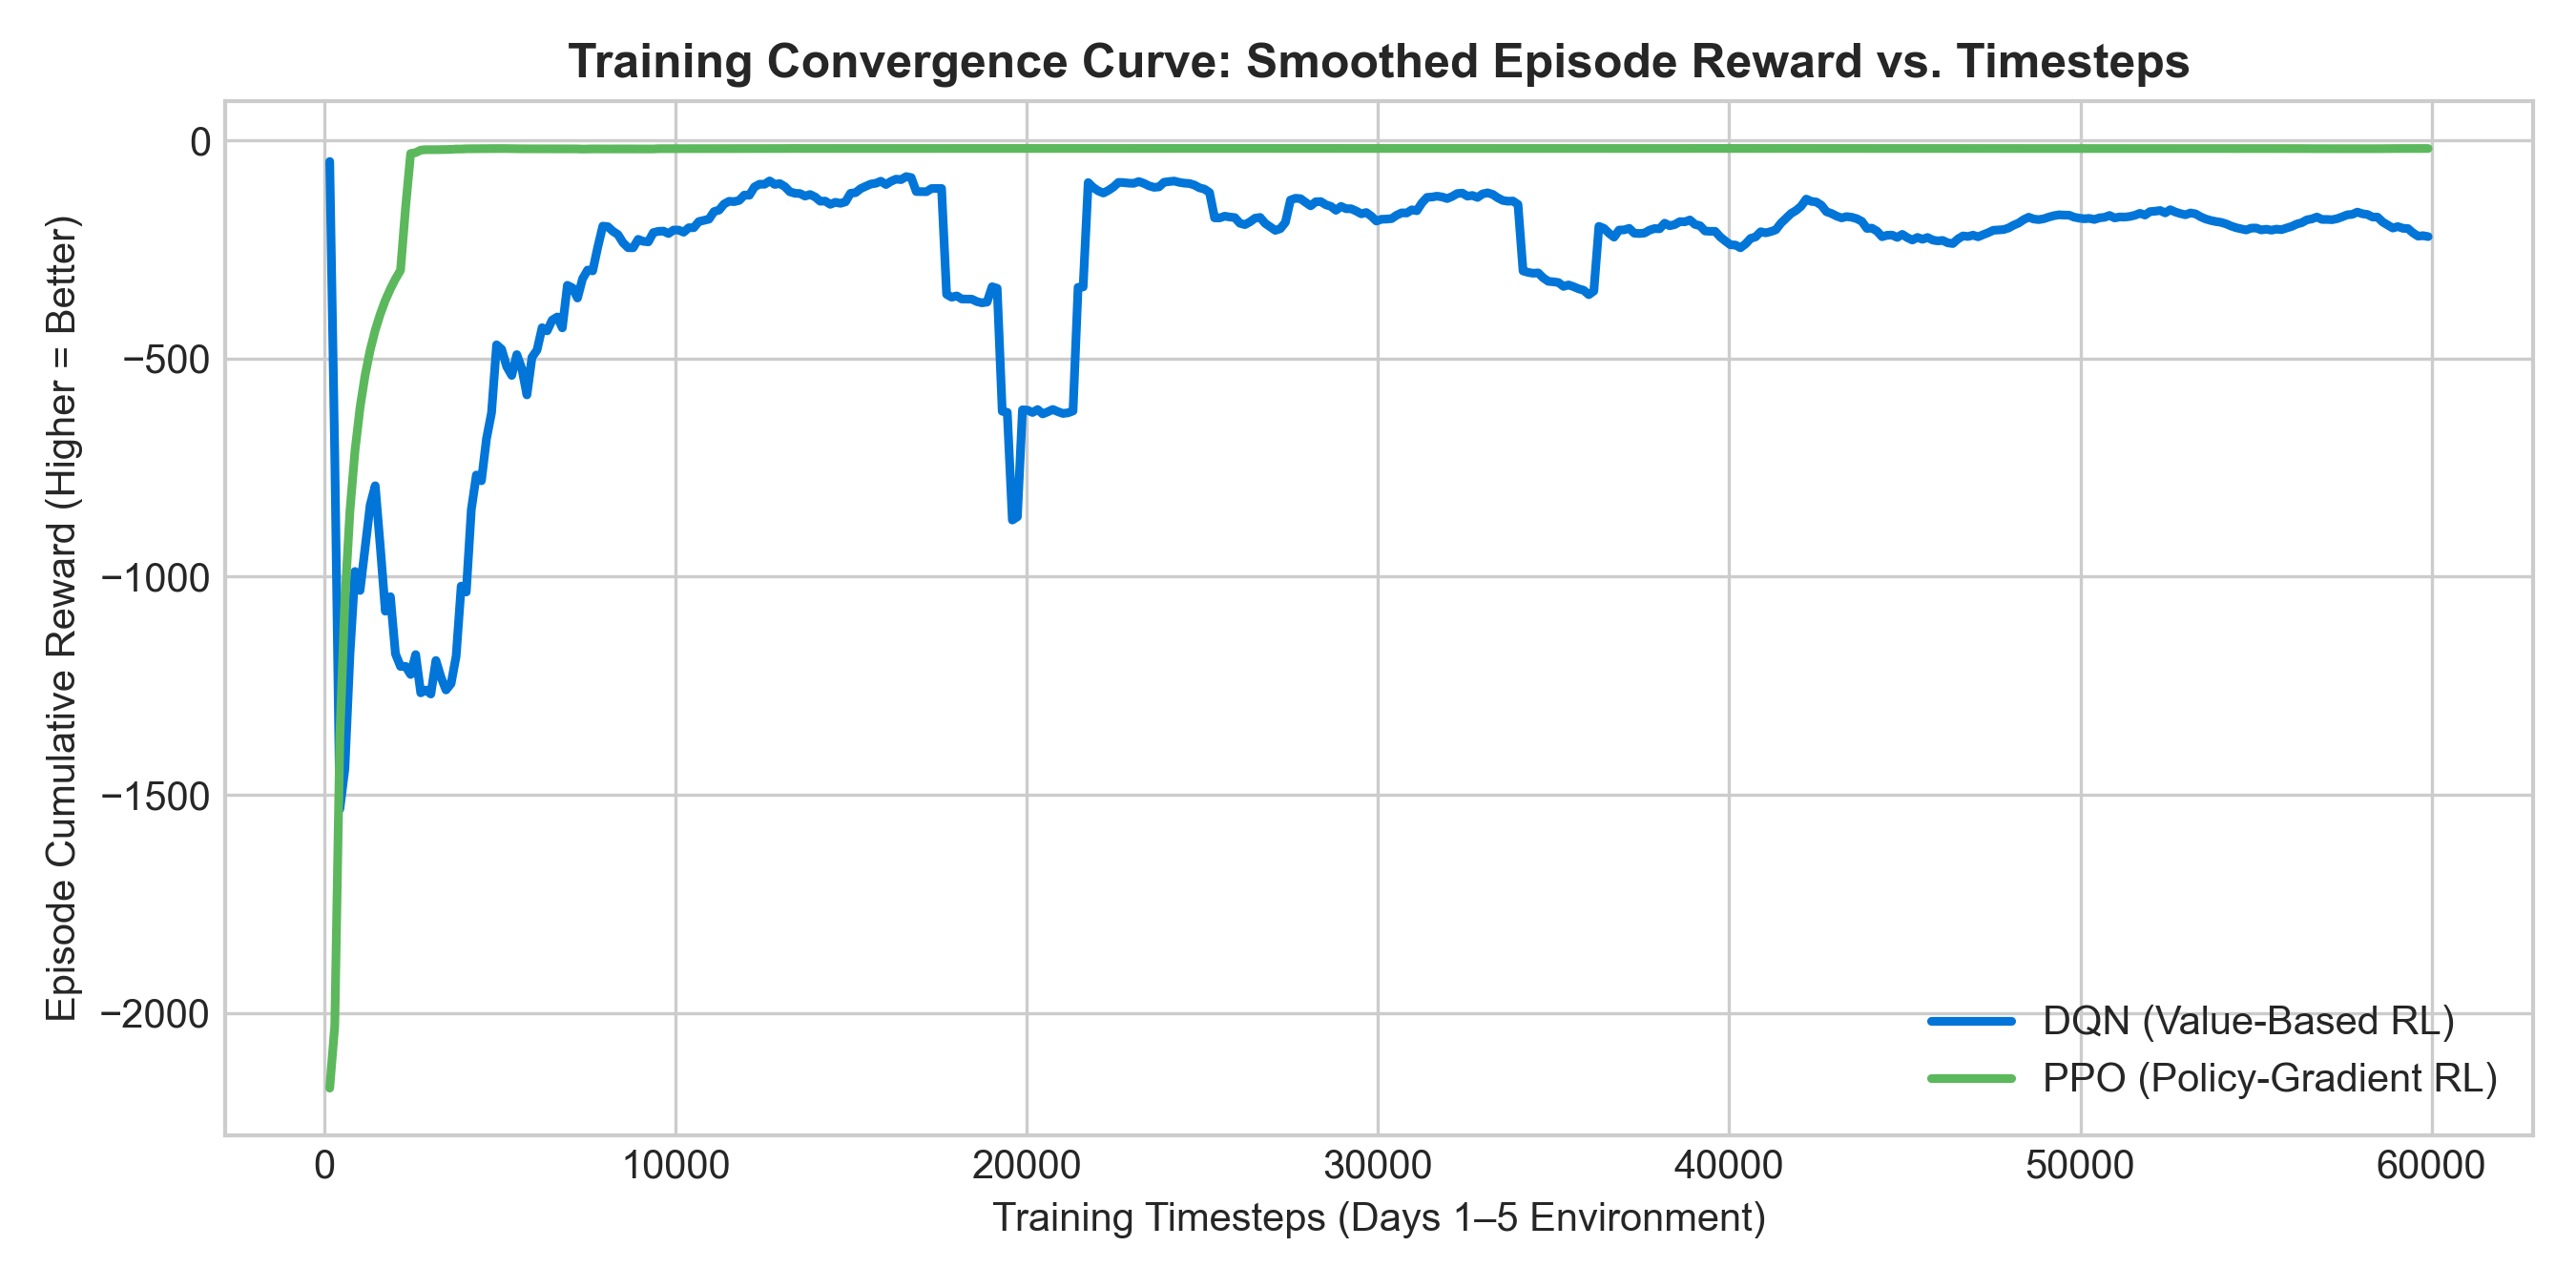 Training Convergence Curve: Smoothed Episode Reward vs. Timesteps
Episode Cumulative Reward (Higher = Better)
0
−500
−1000
−1500
−2000
0 10000 20000 30000 40000 50000 60000
Training Timesteps (Days 1–5 Environment)
DQN (Value-Based RL)
PPO (Policy-Gradient RL)